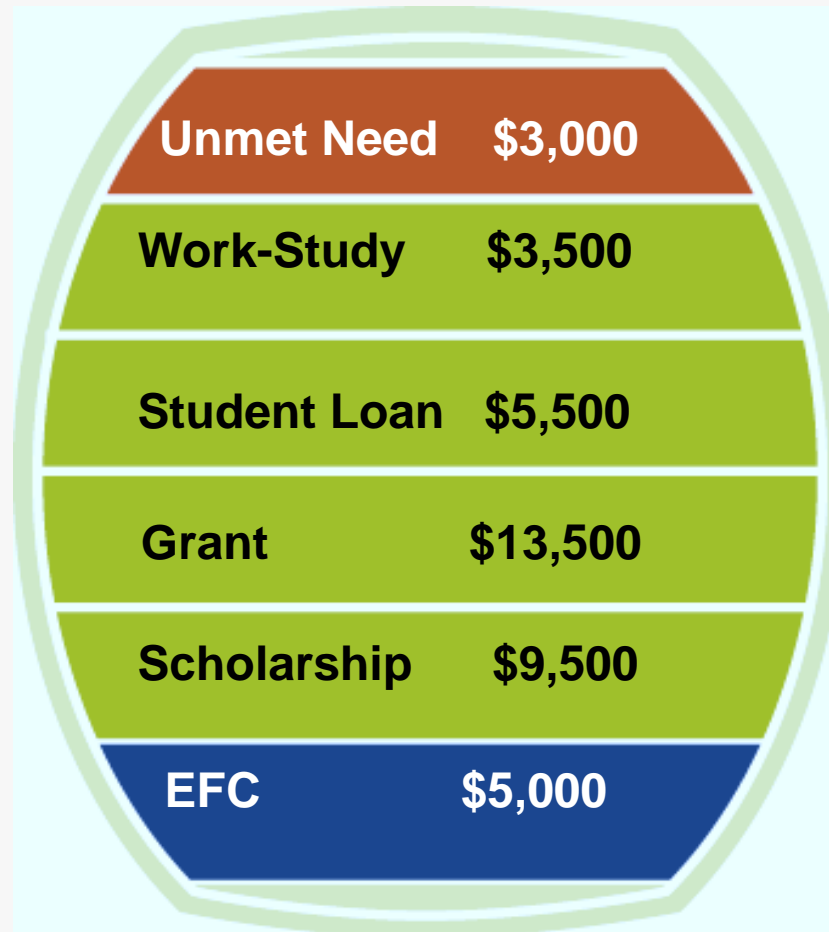 Unmet Need $3,000
Work-Study $3,500
Student Loan $5,500
Grant $13,500
Scholarship $9,500
EFC $5,000